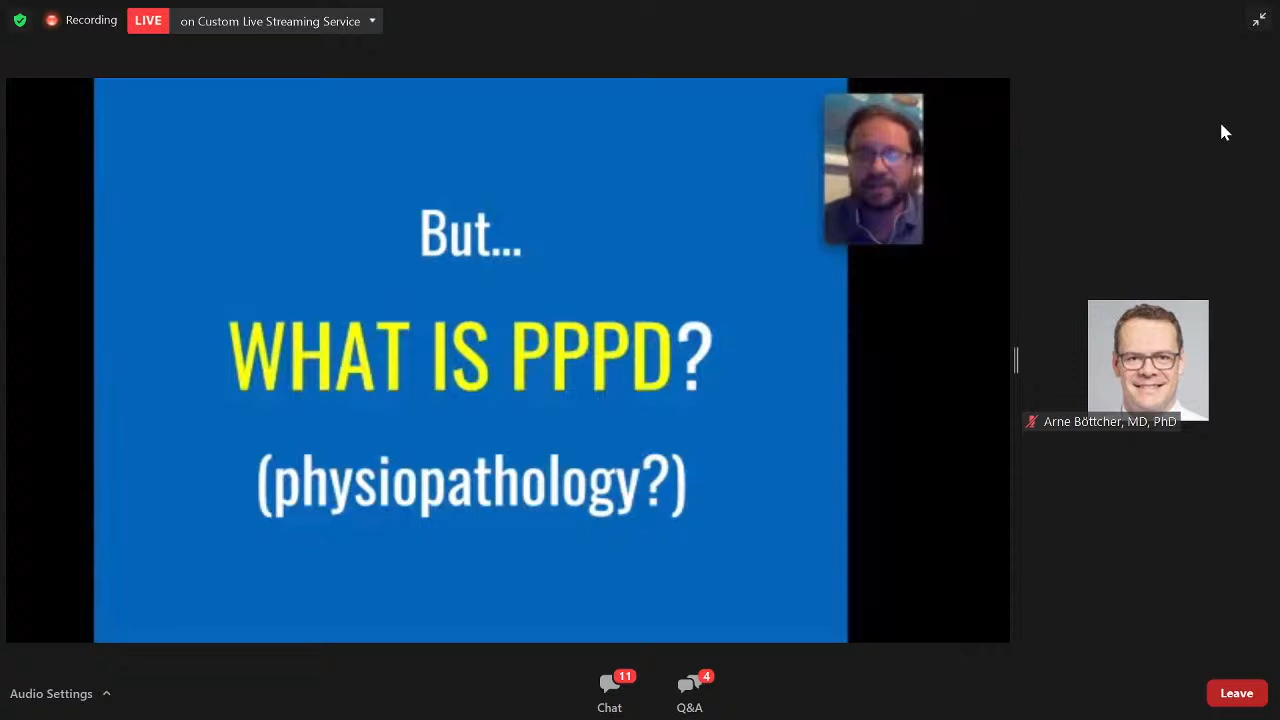 Recording
LIVE
on Custom Live Streaming Service
But...
WHAT IS PPPD?
(physiopathology?)
Arne Böttcher, MD, PhD
Audio Settings
11
Chat
4
Q&A
Leave